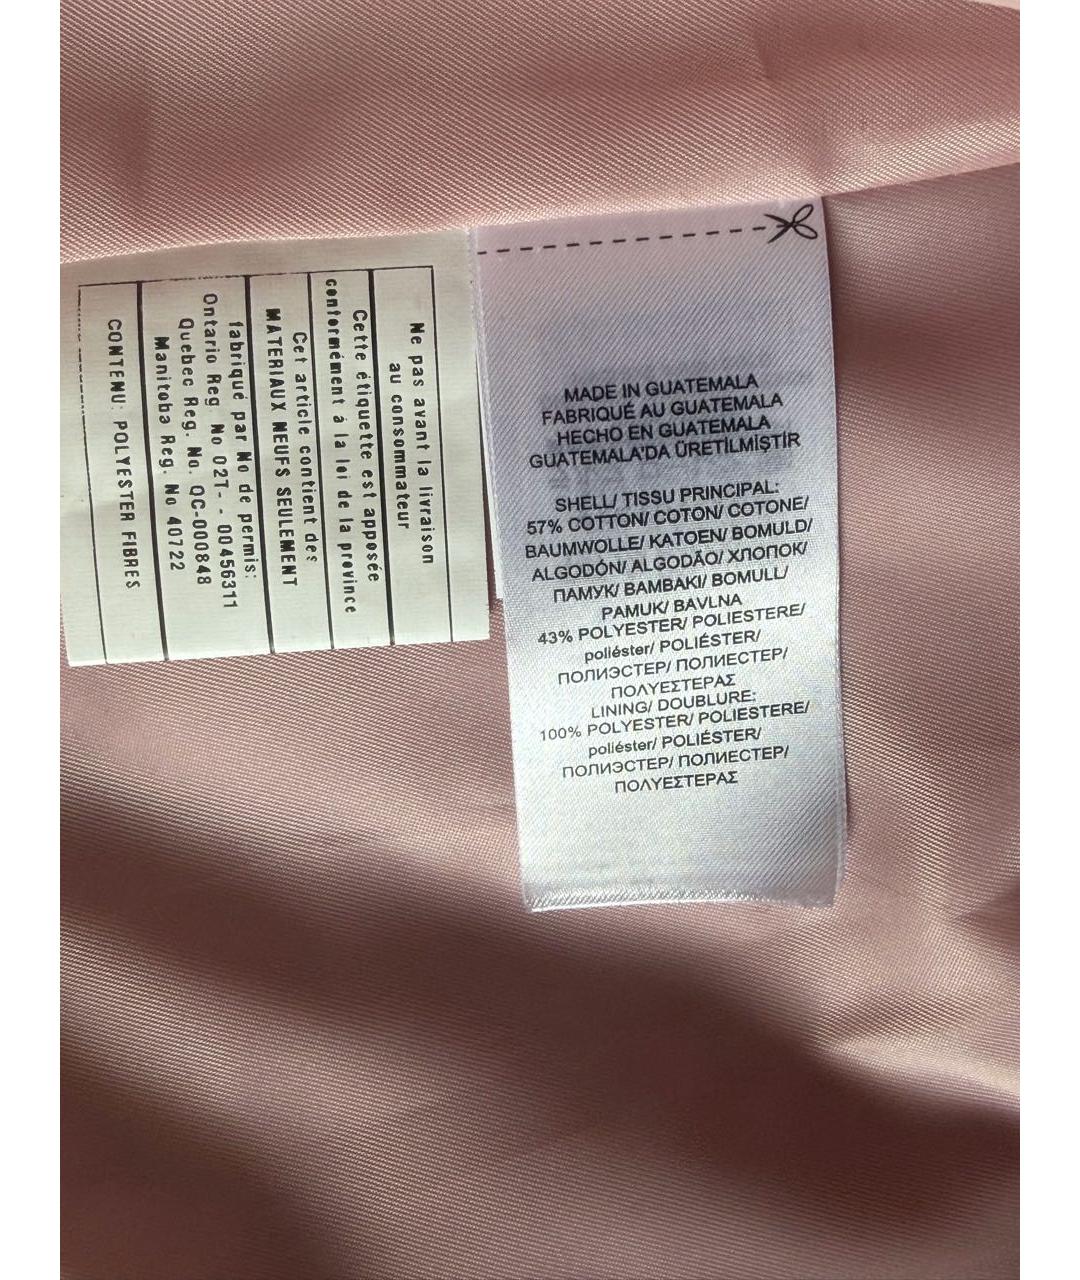 Ne pas avant la livraison
au consommateur
Cette étiquette est apposée
conformément à la loi de la province
Cet article contient des
MATERIAUX NEUFS SEULEMENT
fabriqué par No de permis:
Ontario Reg. No 02T- - 00456311
Quebec Reg. No. QC-000848
Manitoba Reg. No 40722
CONTENU: POLYESTER FIBRES
MADE IN GUATEMALA
FABRIQUÉ AU GUATEMALA
HECHO EN GUATEMALA
GUATEMALA'DA ÜRETİLMİŞTİR
SHELL/ TISSU PRINCIPAL:
57% COTTON/ COTON/ COTONE/
BAUMWOLLE/ KATOEN/ BOMULD/
ALGODÓN/ ALGODÃO/ ХЛОПОК/
ПАМУК/ ΒΑΜΒΑΚΙ/ BOMULL/
PAMUK/ BAVLNA
43% POLYESTER/ POLIESTERE/
poliéster/ POLIÉSTER/
ПОЛИЭСТЕР/ ПОЛИЕСТЕР/
ΠΟΛΥΕΣΤΕΡΑΣ
LINING/ DOUBLURE:
100% POLYESTER/ POLIESTERE/
poliéster/ POLIÉSTER/
ПОЛИЭСТЕР/ ПОЛИЕСТЕР/
ΠΟΛΥΕΣΤΕΡΑΣ